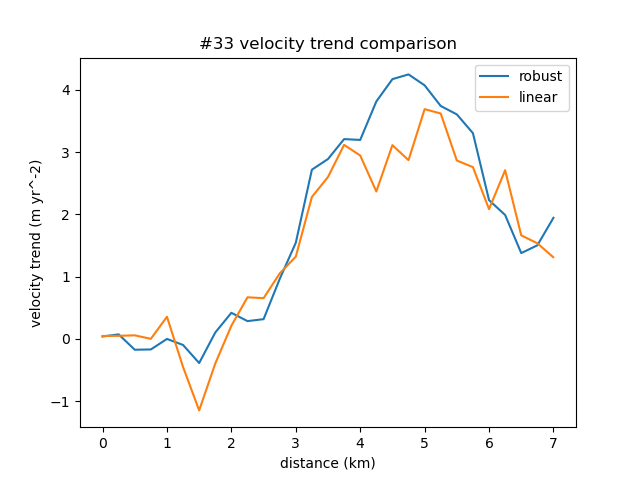 #33 velocity trend comparison
robust
linear
velocity trend (m yr^-2)
4
3
2
1
0
−1
0 1 2 3 4 5 6 7
distance (km)